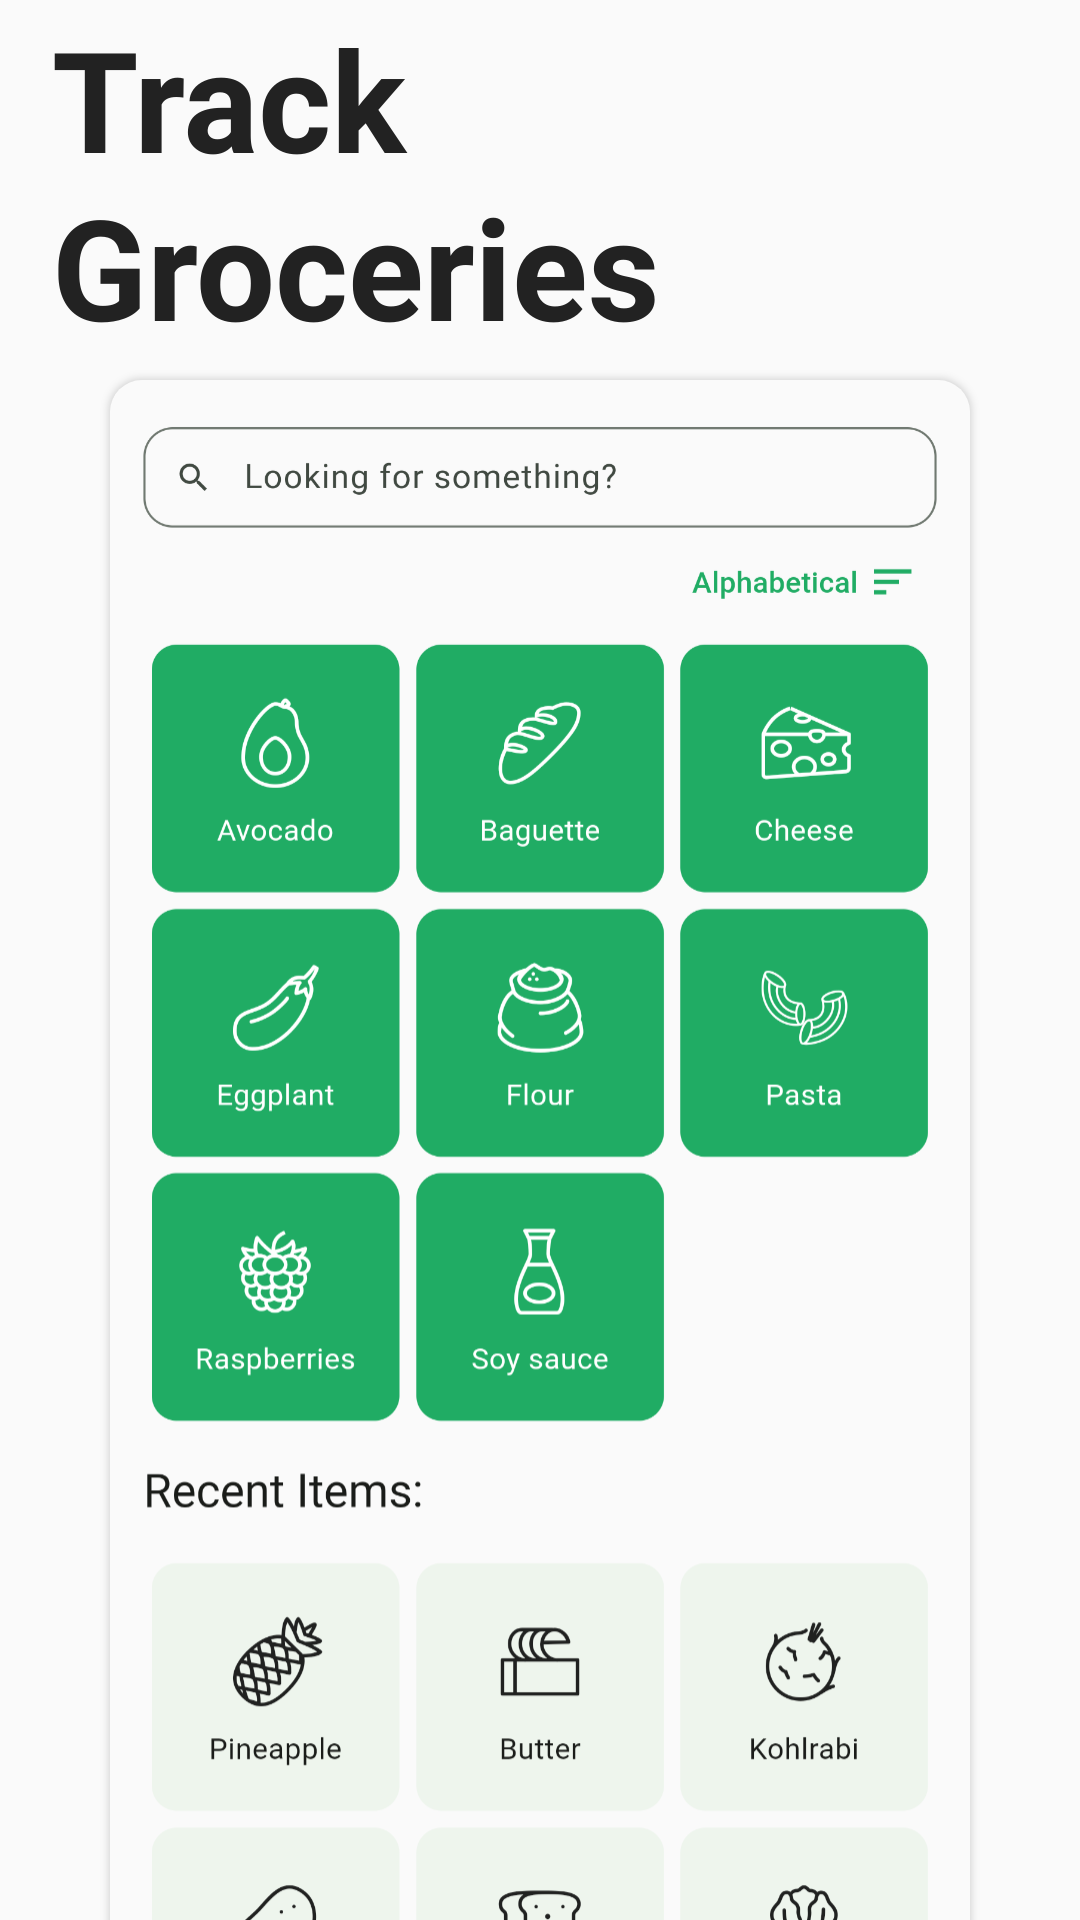 Track
Groceries
Looking for something?
Alphabetical
Avocado
Baguette
Cheese
Eggplant
Flour
Pasta
Raspberries
Soy sauce
Recent Items:
Pineapple
Butter
Kohlrabi